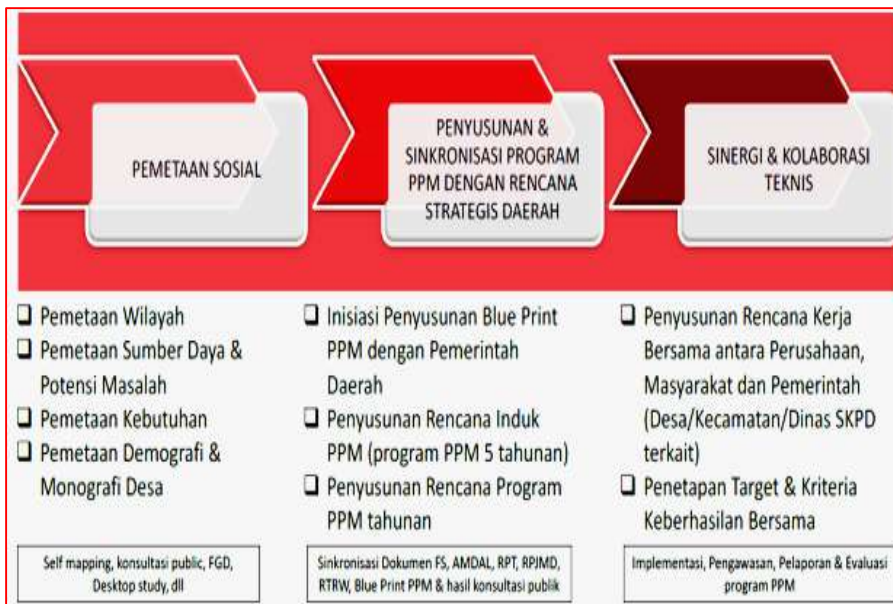 PEMETAAN SOSIAL
PENYUSUNAN &
SINKRONISASI PROGRAM
PPM DENGAN RENCANA
STRATEGIS DAERAH
SINERGI & KOLABORASI
TEKNIS
❑ Pemetaan Wilayah
❑ Pemetaan Sumber Daya &
Potensi Masalah
❑ Pemetaan Kebutuhan
❑ Pemetaan Demografi &
Monografi Desa
❑ Inisiasi Penyusunan Blue Print
PPM dengan Pemerintah
Daerah
❑ Penyusunan Rencana Induk
PPM (program PPM 5 tahunan)
❑ Penyusunan Rencana Program
PPM tahunan
❑ Penyusunan Rencana Kerja
Bersama antara Perusahaan,
Masyarakat dan Pemerintah
(Desa/Kecamatan/Dinas SKPD
terkait)
❑ Penetapan Target & Kriteria
Keberhasilan Bersama
Self mapping, konsultasi public, FGD,
Desktop study, dll
Sinkronisasi Dokumen FS, AMDAL, RPT, RPJMD,
RTRW, Blue Print PPM & hasil konsultasi publik
Implementasi, Pengawasan, Pelaporan & Evaluasi
program PPM